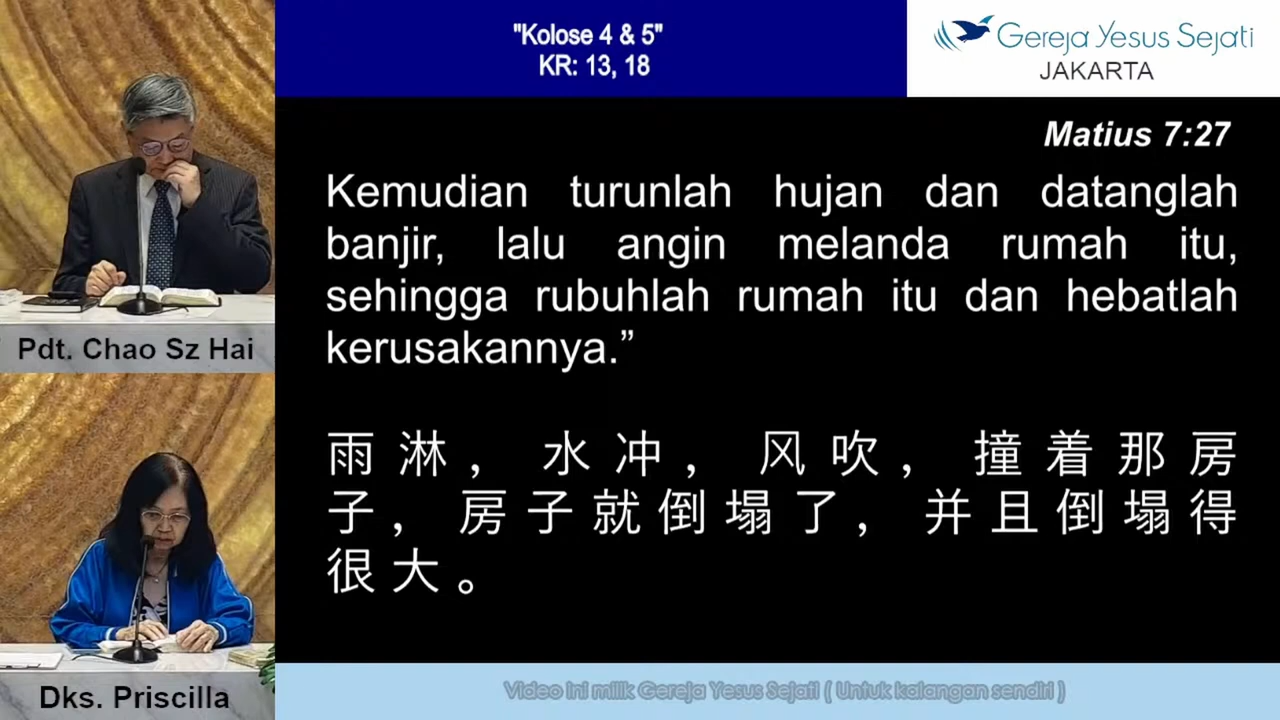 "Kolose 4 & 5"
KR: 13, 18
Gereja Yesus Sejati
JAKARTA
Matius 7:27
Kemudian turunlah hujan dan datanglah
banjir, lalu angin melanda rumah itu,
sehingga rubuhlah rumah itu dan hebatlah
kerusakannya.”
雨淋，水冲，风吹，撞着那房
子，房子就倒塌了，并且倒塌得
很大。
Pdt. Chao Sz Hai
Dks. Priscilla
Video ini milik Gereja Yesus Sejati ( Untuk kalangan sendiri )